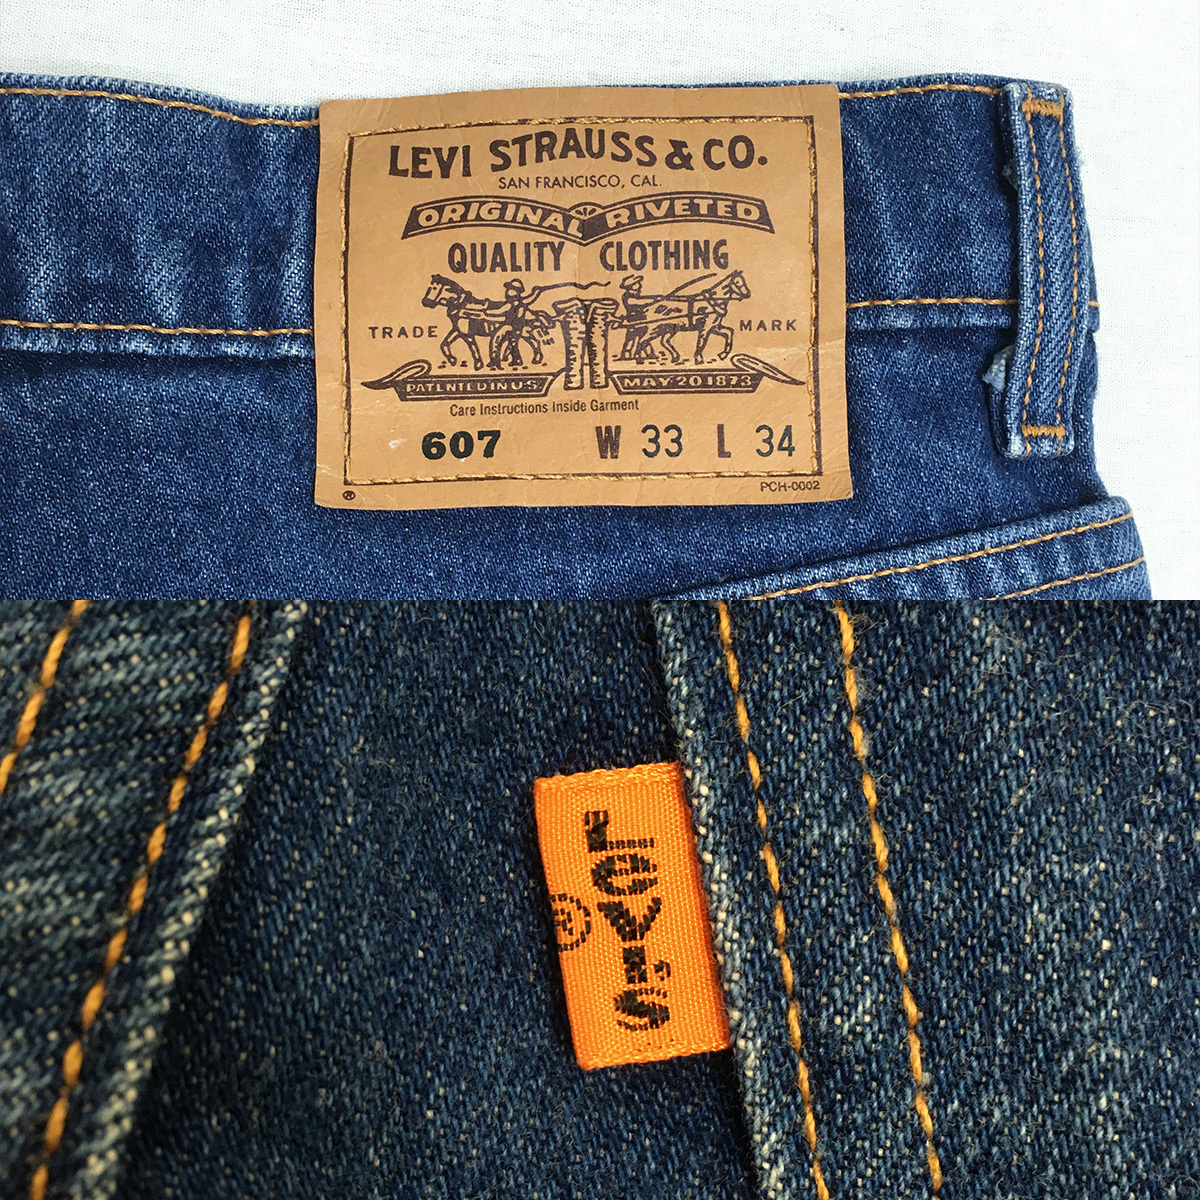 LEVI STRAUSS & CO.
SAN FRANCISCO, CAL.
ORIGINAL RIVETED
QUALITY CLOTHING
TRADE MARK
PATENTED IN U.S. MAY 20 1873
Care Instructions Inside Garment
607 W 33 L 34
® PCH-0002
Levi's
®